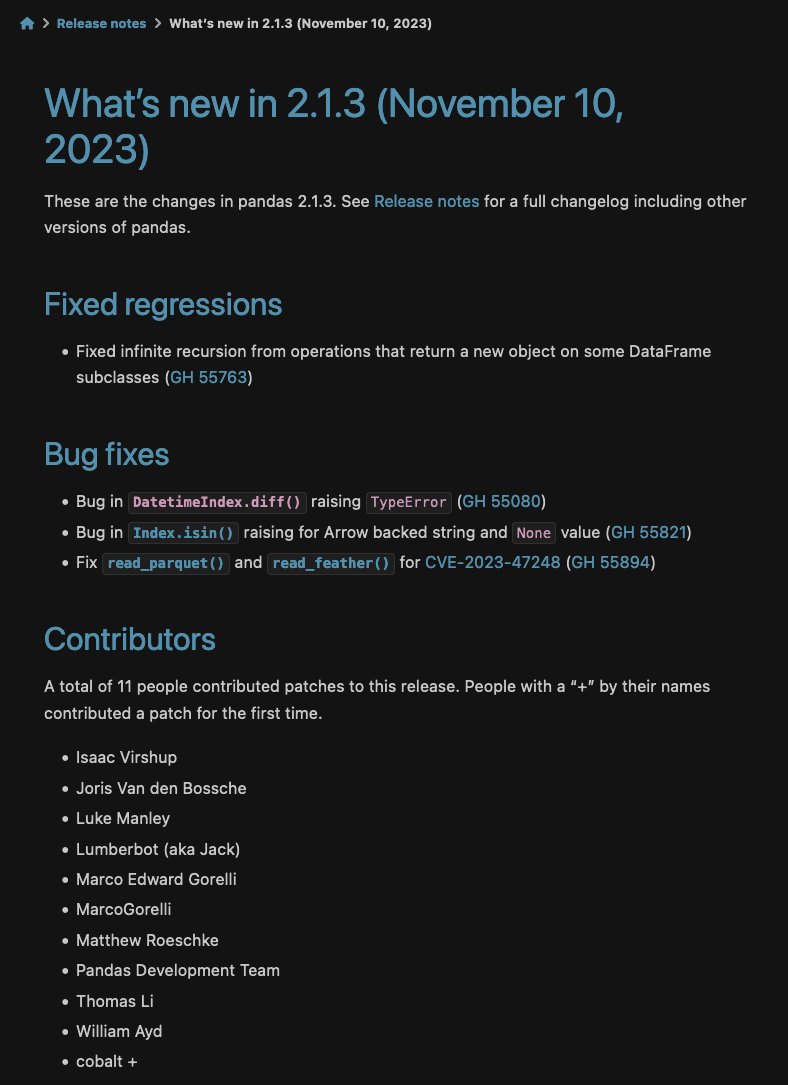 Release notes > What's new in 2.1.3 (November 10, 2023)
What's new in 2.1.3 (November 10,
2023)
These are the changes in pandas 2.1.3. See Release notes for a full changelog including other
versions of pandas.
Fixed regressions
• Fixed infinite recursion from operations that return a new object on some DataFrame
subclasses (GH 55763)
Bug fixes
• Bug in DatetimeIndex.diff() raising TypeError (GH 55080)
• Bug in Index.isin() raising for Arrow backed string and None value (GH 55821)
• Fix read_parquet() and read_feather() for CVE-2023-47248 (GH 55894)
Contributors
A total of 11 people contributed patches to this release. People with a “+” by their names
contributed a patch for the first time.
• Isaac Virshup
• Joris Van den Bossche
• Luke Manley
• Lumberbot (aka Jack)
• Marco Edward Gorelli
• MarcoGorelli
• Matthew Roeschke
• Pandas Development Team
• Thomas Li
• William Ayd
• cobalt +